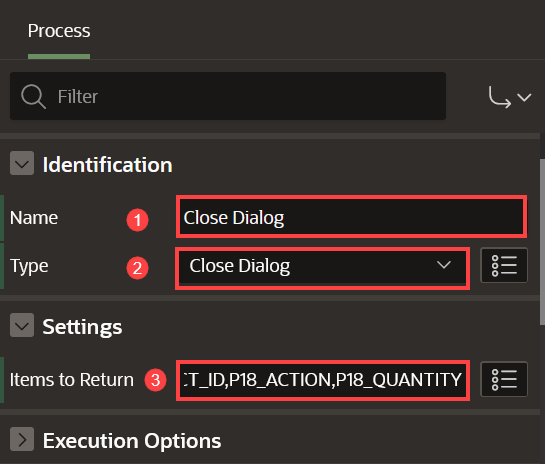 Process
Filter
Identification
Name 1 Close Dialog
Type 2 Close Dialog
Settings
Items to Return 3 CT_ID,P18_ACTION,P18_QUANTITY
Execution Options